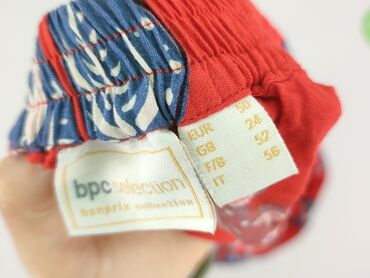 bpc selection
bonprix collection
EUR 50
GB 24
F/B 52
IT 56